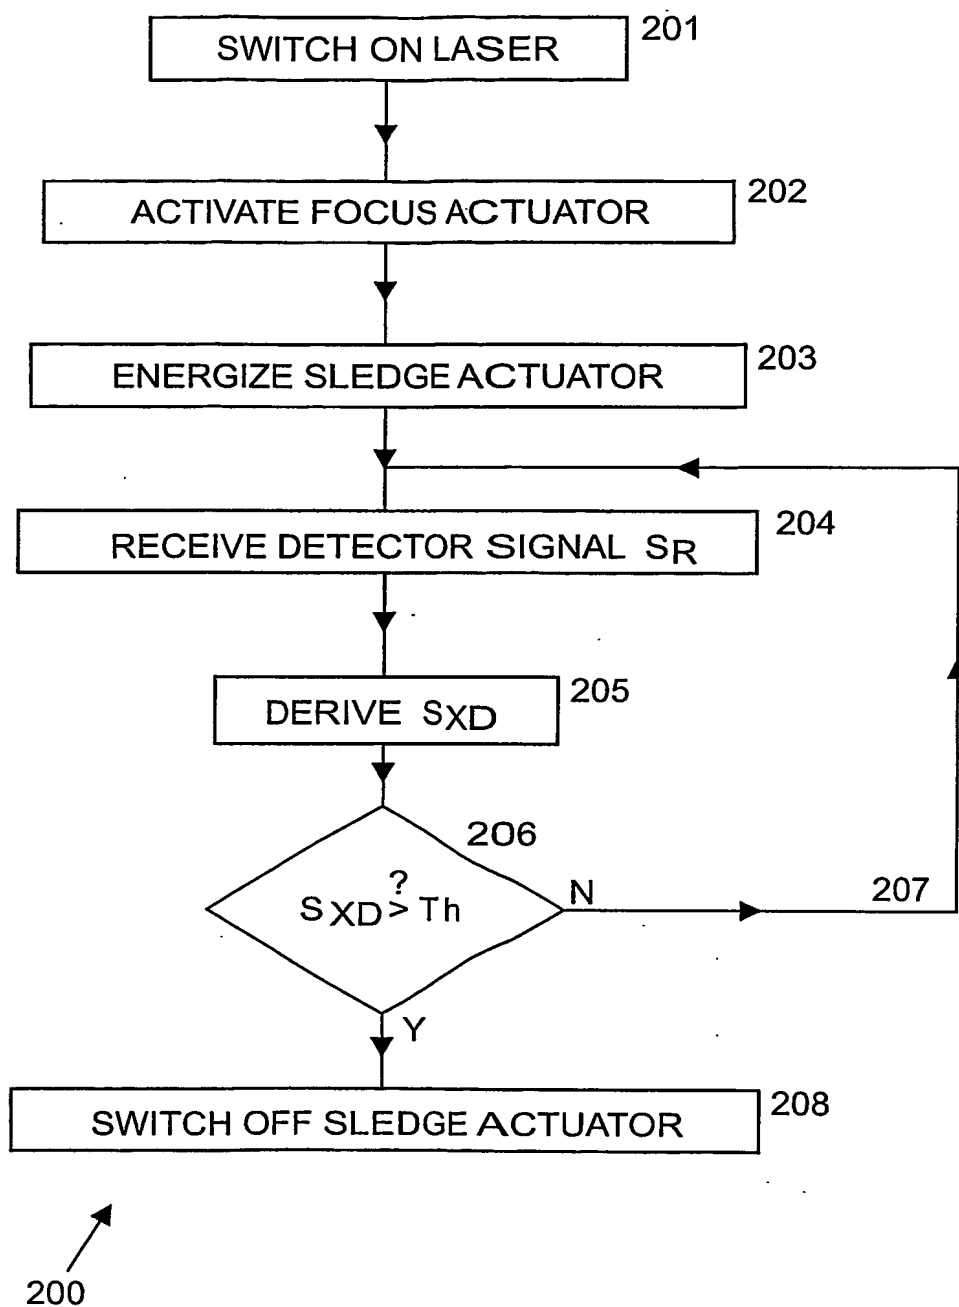 SWITCH ON LASER 201
ACTIVATE FOCUS ACTUATOR 202
ENERGIZE SLEDGE ACTUATOR 203
RECEIVE DETECTOR SIGNAL SR 204
DERIVE SXD 205
206
?
SXD > Th
N
207
Y
SWITCH OFF SLEDGE ACTUATOR 208
200